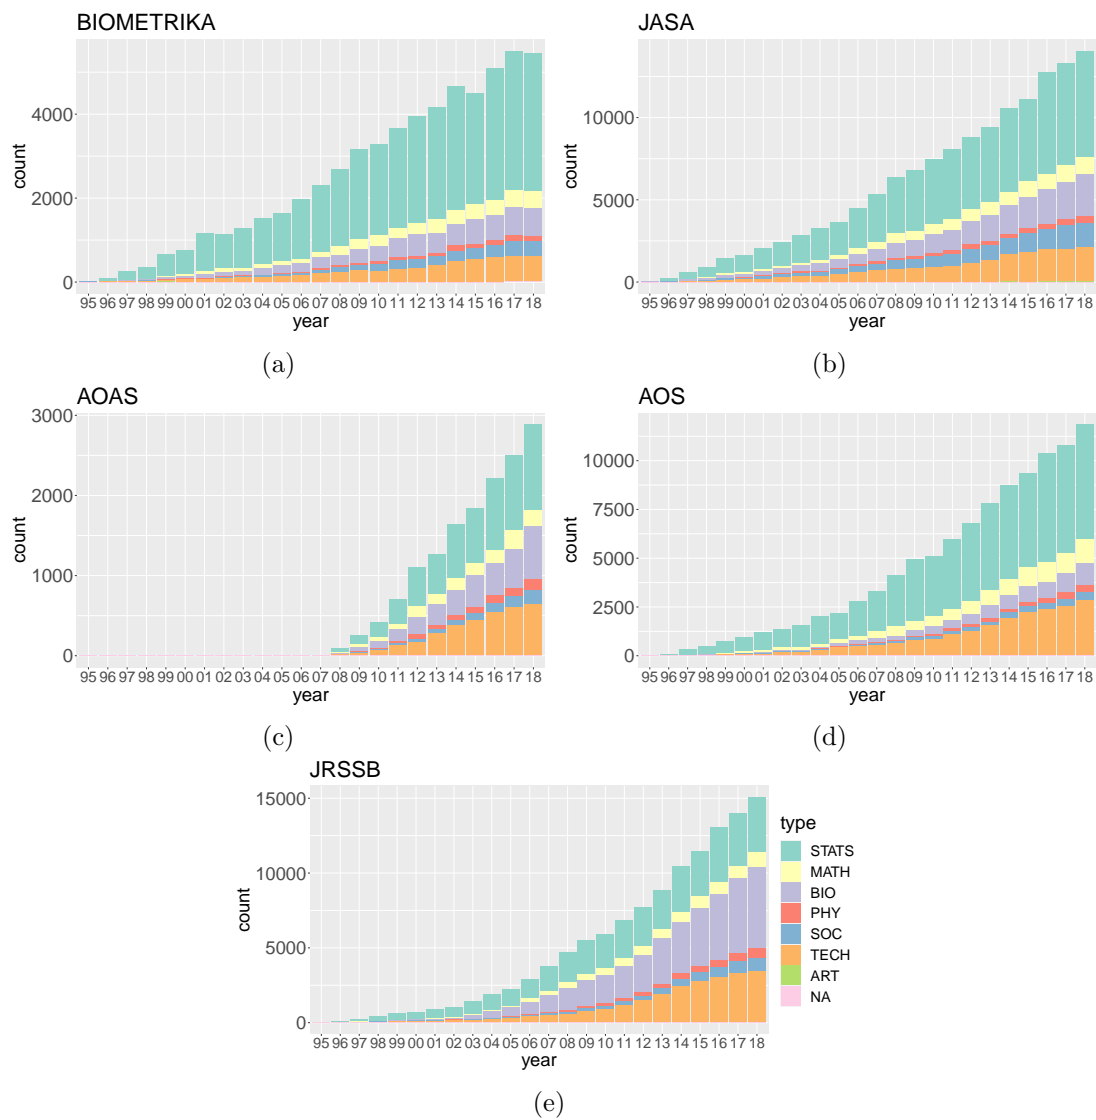 BIOMETRIKA
count
4000
2000
0
95 96 97 98 99 00 01 02 03 04 05 06 07 08 09 10 11 12 13 14 15 16 17 18
year
(a)
JASA
count
10000
5000
0
95 96 97 98 99 00 01 02 03 04 05 06 07 08 09 10 11 12 13 14 15 16 17 18
year
(b)
AOAS
count
3000
2000
1000
0
95 96 97 98 99 00 01 02 03 04 05 06 07 08 09 10 11 12 13 14 15 16 17 18
year
(c)
AOS
count
10000
7500
5000
2500
0
95 96 97 98 99 00 01 02 03 04 05 06 07 08 09 10 11 12 13 14 15 16 17 18
year
(d)
JRSSB
count
15000
10000
5000
0
95 96 97 98 99 00 01 02 03 04 05 06 07 08 09 10 11 12 13 14 15 16 17 18
year
type
STATS
MATH
BIO
PHY
SOC
TECH
ART
NA
(e)